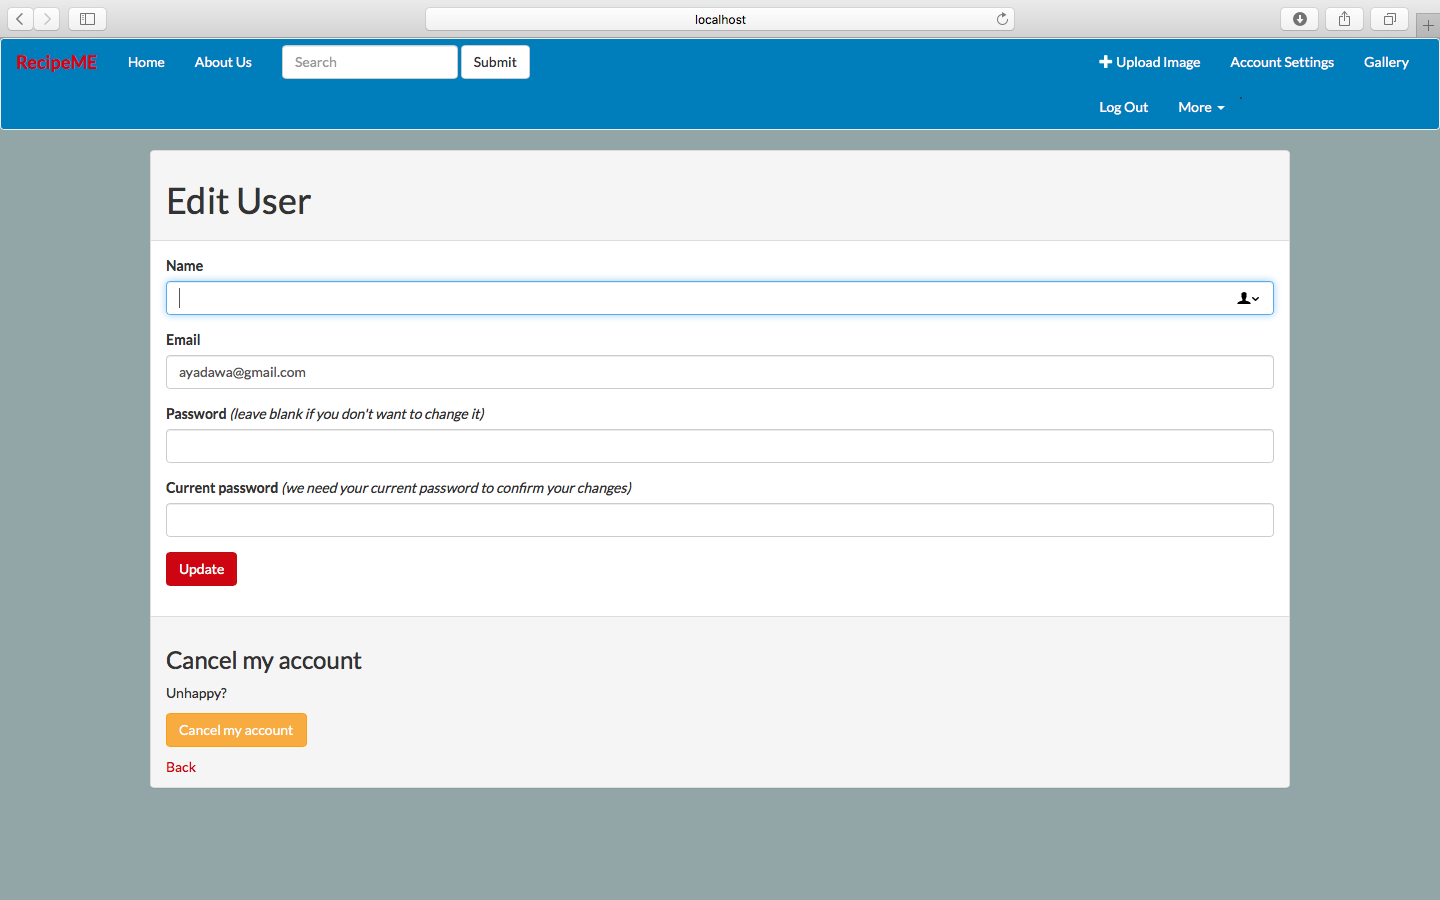 localhost
RecipeME Home About Us Search Submit Upload Image Account Settings Gallery
Log Out More
Edit User
Name
Email
ayadawa@gmail.com
Password (leave blank if you don't want to change it)
Current password (we need your current password to confirm your changes)
Update
Cancel my account
Unhappy?
Cancel my account
Back